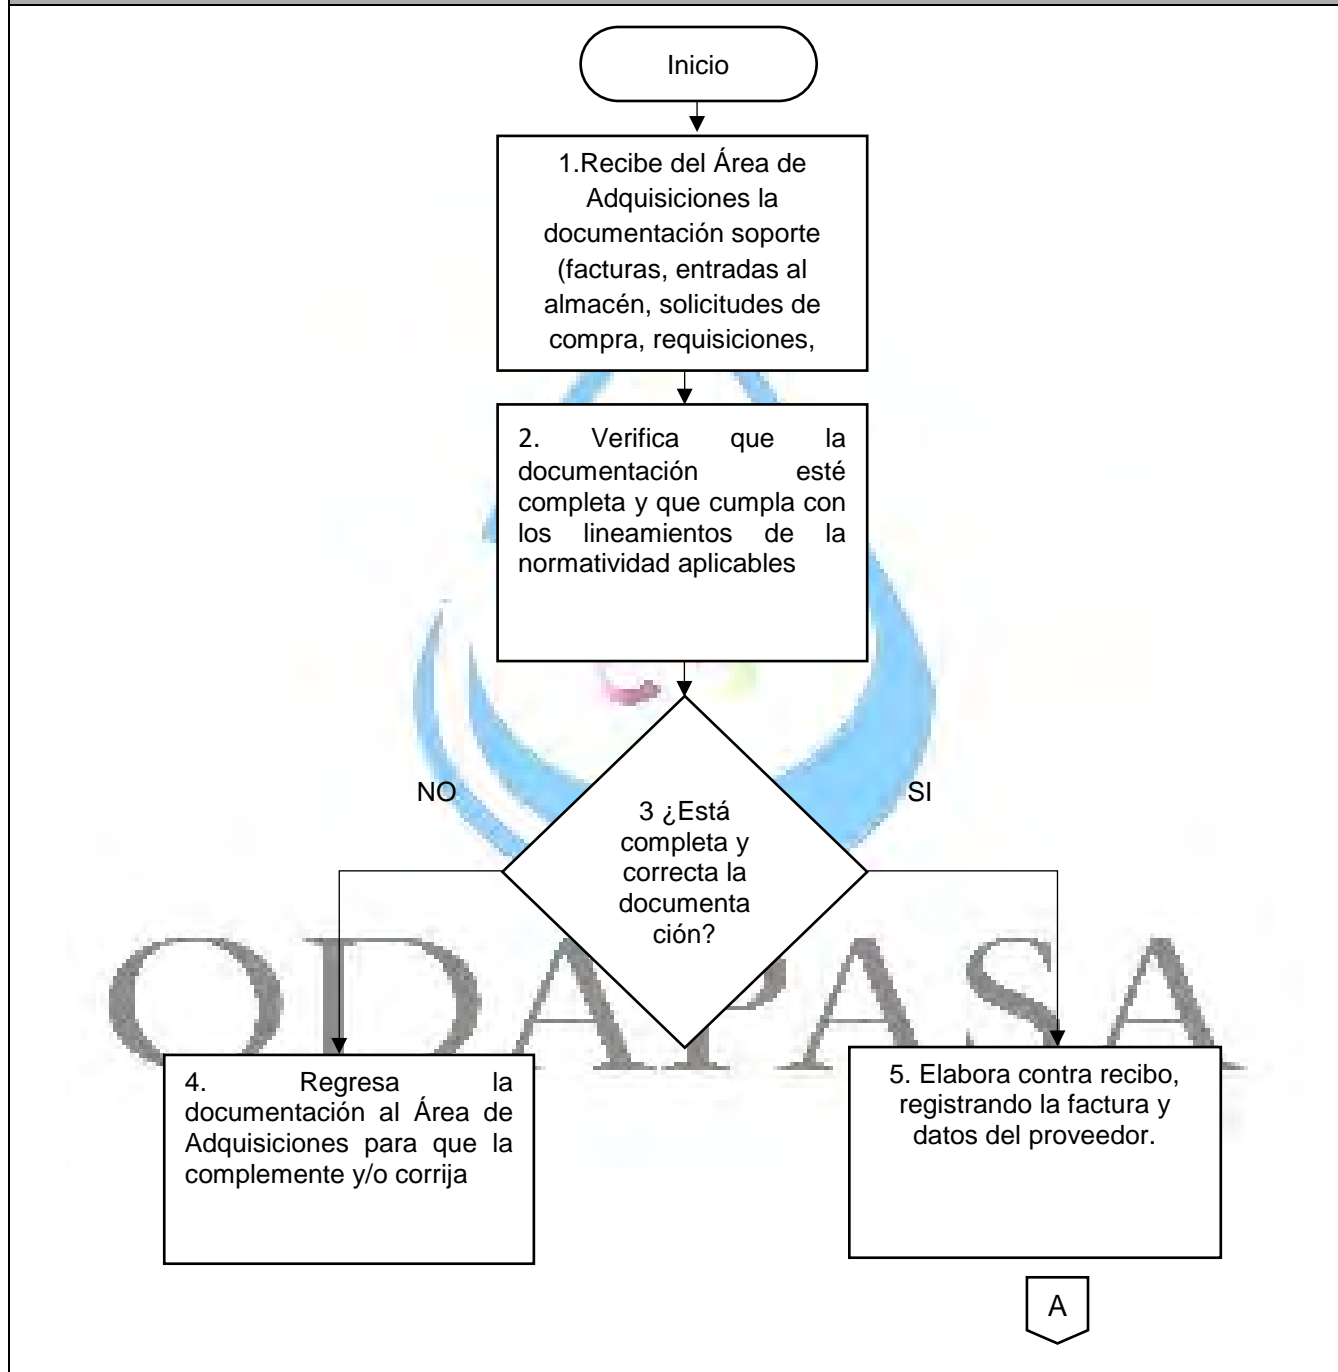 Inicio
1.Recibe del Área de
Adquisiciones la
documentación soporte
(facturas, entradas al
almacén, solicitudes de
compra, requisiciones,
2. Verifica que la
documentación esté
completa y que cumpla con
los lineamientos de la
normatividad aplicables
NO
SI
3 ¿Está
completa y
correcta la
documenta
ción?
ODAPASA
4. Regresa la
documentación al Área de
Adquisiciones para que la
complemente y/o corrija
5. Elabora contra recibo,
registrando la factura y
datos del proveedor.
A